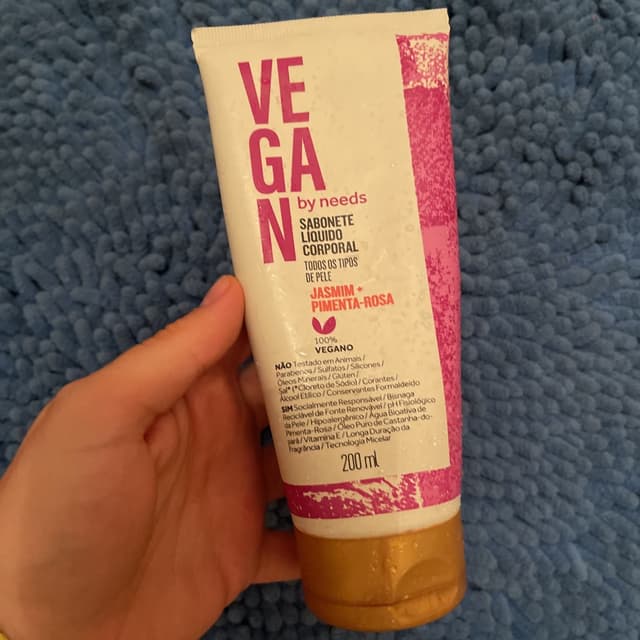 VE
GA
N
by needs
SABONETE
LÍQUIDO
CORPORAL
TODOS OS TIPOS
DE PELE
JASMIM +
PIMENTA-ROSA
100%
VEGANO
NÃO Testado em Animais /
Parabenos / Sulfatos / Silicones /
Óleos Minerais / Glúten /
Sal** Cloreto de Sódio / Corantes /
Álcool Etílico / Conservantes Formaldeído
SIM Socialmente Responsável / Bisnaga
Reciclável de Fonte Renovável / pH Fisiológico
da Pele / Hipoalergênico / Água Bioativa de
Pimenta-Rosa / Óleo Puro de Castanha-do-
pará / Vitamina E / Longa Duração da
Fragrância / Tecnologia Micelar
200 ml